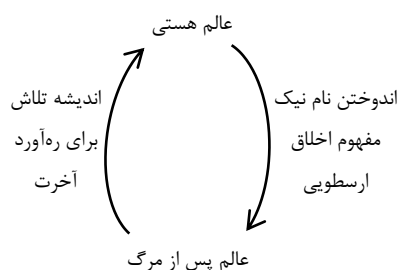 عالم هستی
اندوختن نام نیک
مفهوم اخلاق
ارسطویی
اندیشه تلاش
برای ره‌آورد
آخرت
عالم پس از مرگ